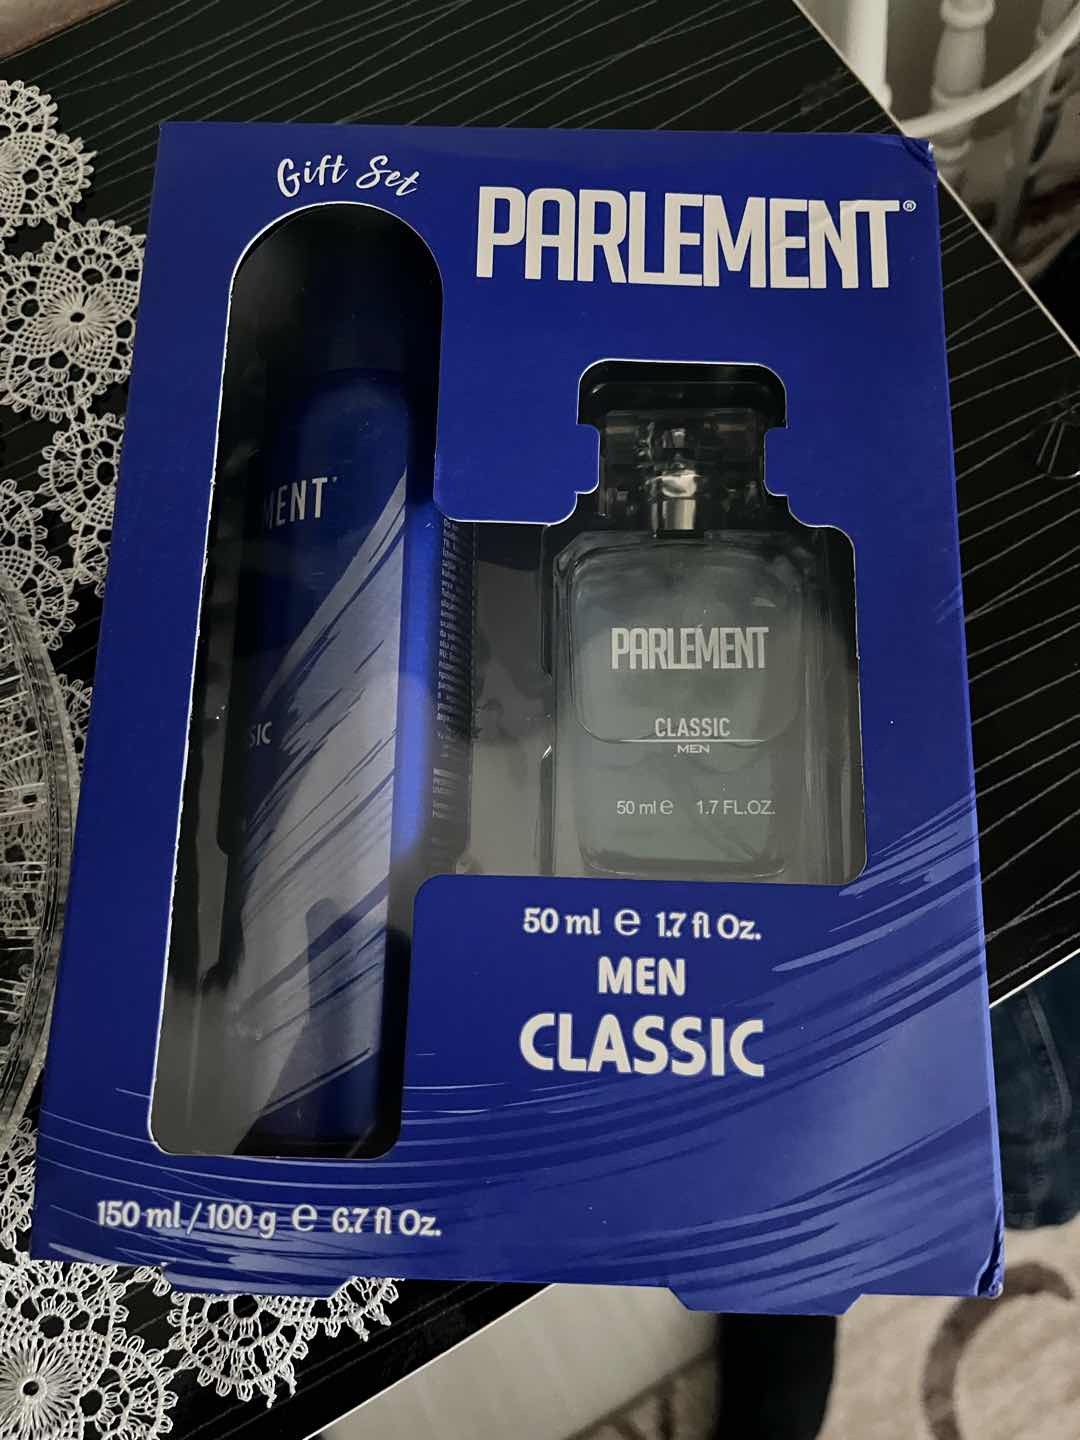 Gift Set
PARLEMENT®
MENT
SIC
PARLEMENT
CLASSIC
MEN
50 ml e 1.7 FL.OZ.
50 ml e 1.7 fl Oz.
MEN
CLASSIC
150 ml / 100 g e 6.7 fl Oz.